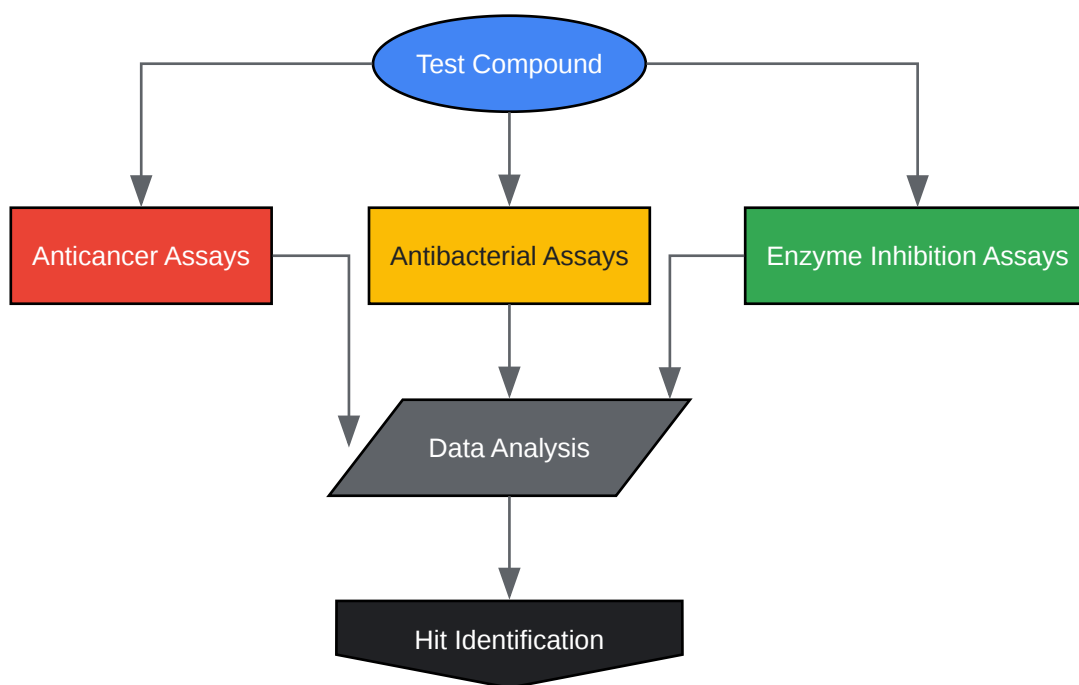 Test Compound
Anticancer Assays
Antibacterial Assays
Enzyme Inhibition Assays
Data Analysis
Hit Identification